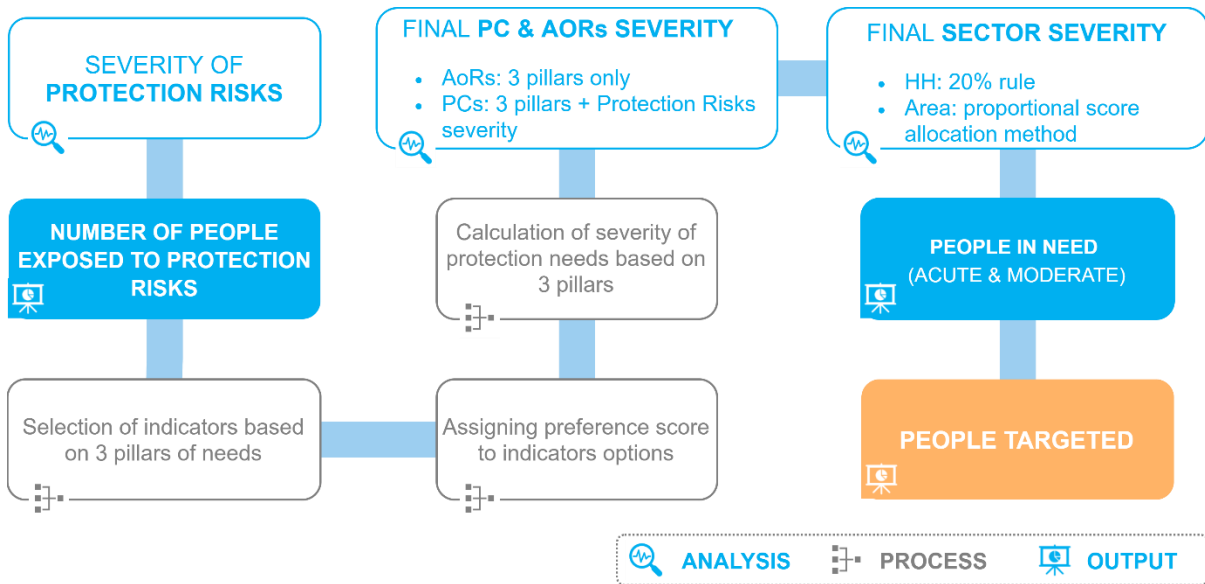 SEVERITY OF
PROTECTION RISKS
NUMBER OF PEOPLE
EXPOSED TO PROTECTION
RISKS
Selection of indicators based
on 3 pillars of needs
FINAL PC & AORs SEVERITY
• AoRs: 3 pillars only
• PCs: 3 pillars + Protection Risks
severity
Calculation of severity of
protection needs based on
3 pillars
Assigning preference score
to indicators options
FINAL SECTOR SEVERITY
• HH: 20% rule
• Area: proportional score
allocation method
PEOPLE IN NEED
(ACUTE & MODERATE)
PEOPLE TARGETED
ANALYSIS PROCESS OUTPUT